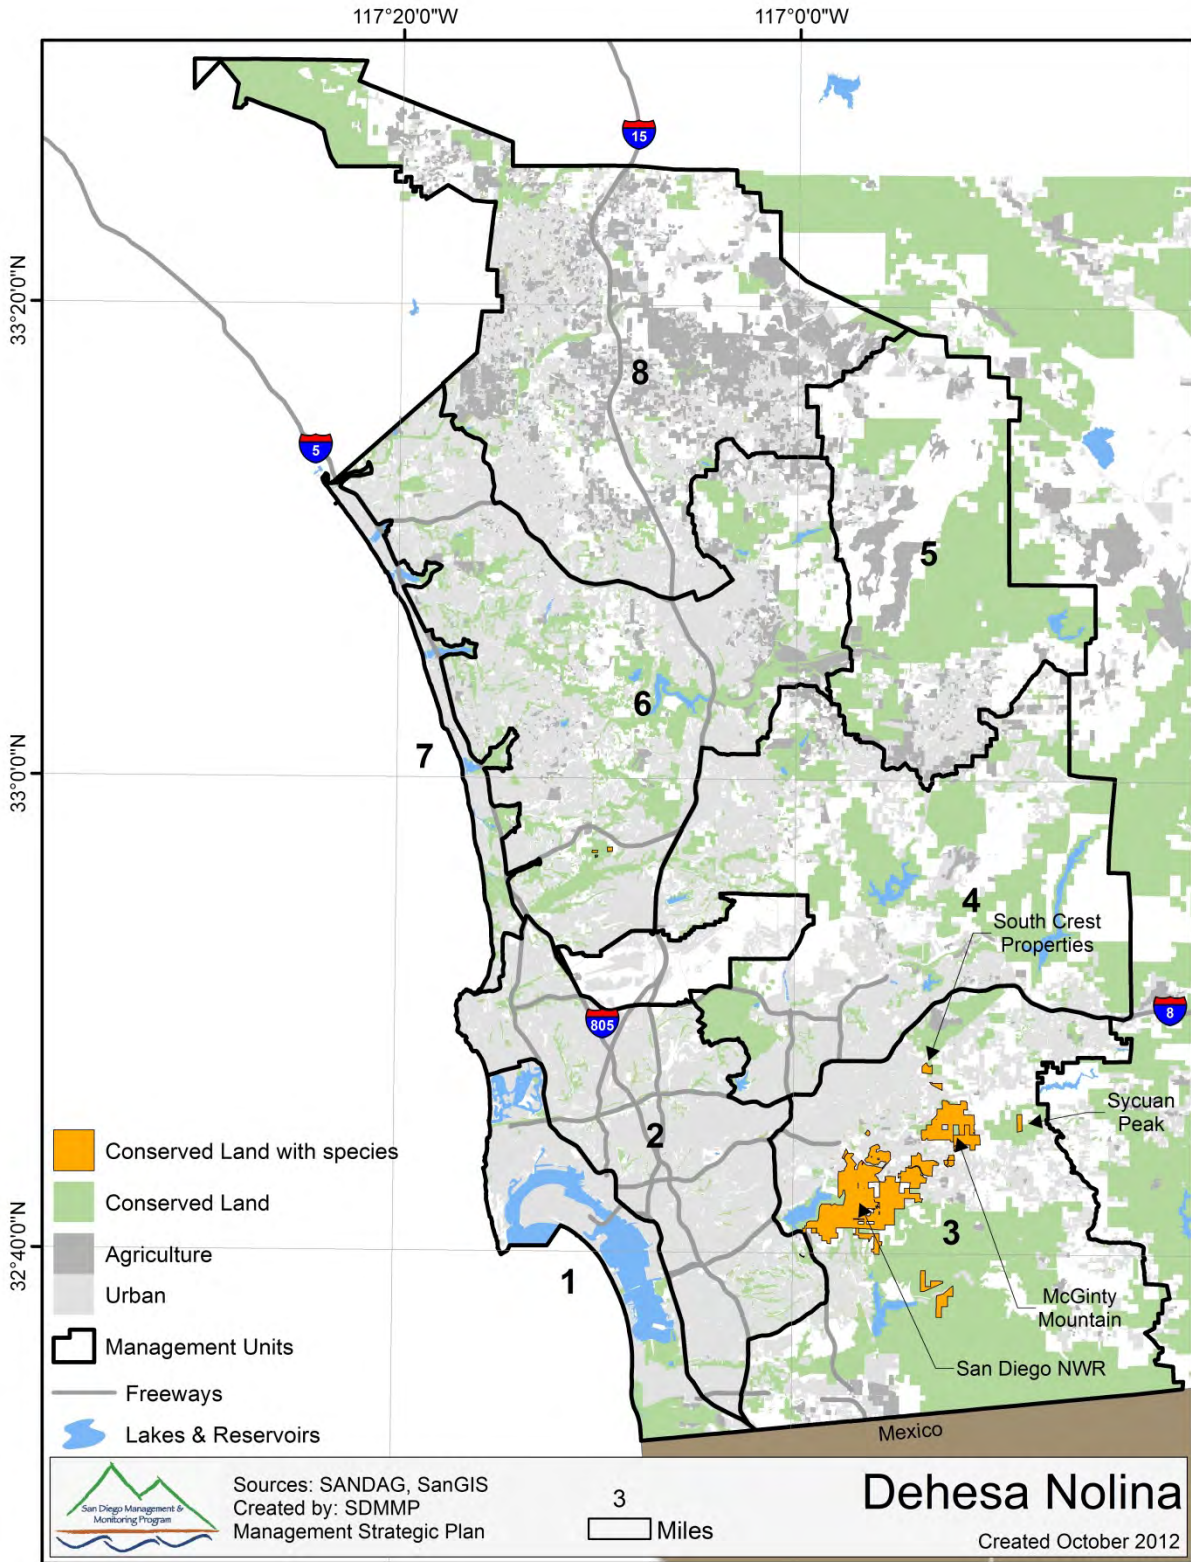 117°20'0"W
117°0'0"W
15
33°20'0"N
8
5
5
6
7
33°0'0"N
4
South Crest
Properties
8
805
Sycuan
Peak
2
3
32°40'0"N
1
McGinty
Mountain
San Diego NWR
Mexico
Conserved Land with species
Conserved Land
Agriculture
Urban
Management Units
Freeways
Lakes & Reservoirs
San Diego Management &
Monitoring Program
Sources: SANDAG, SanGIS
Created by: SDMMP
Management Strategic Plan
3
Miles
Dehesa Nolina
Created October 2012